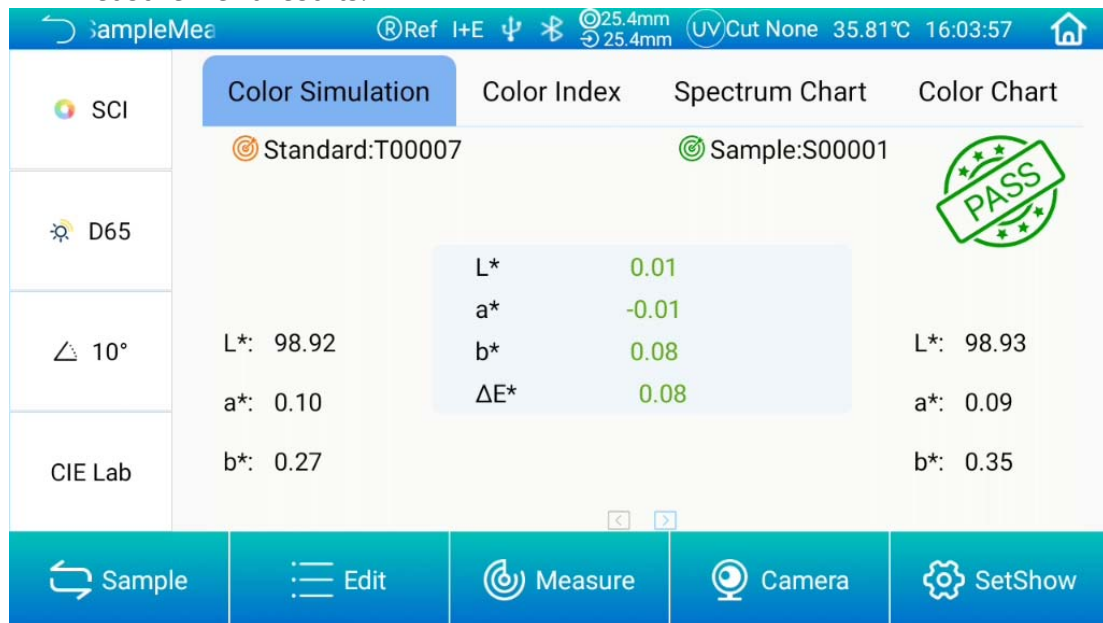 SampleMea ⓇRef I+E 25.4mm 25.4mm UV Cut None 35.81℃ 16:03:57
SCI
D65
10°
CIE Lab
Color Simulation Color Index Spectrum Chart Color Chart
Standard:T00007 Sample:S00001
PASS
L* 0.01
a* -0.01
b* 0.08
ΔE* 0.08
L*: 98.92
a*: 0.10
b*: 0.27
L*: 98.93
a*: 0.09
b*: 0.35
Sample Edit Measure Camera SetShow